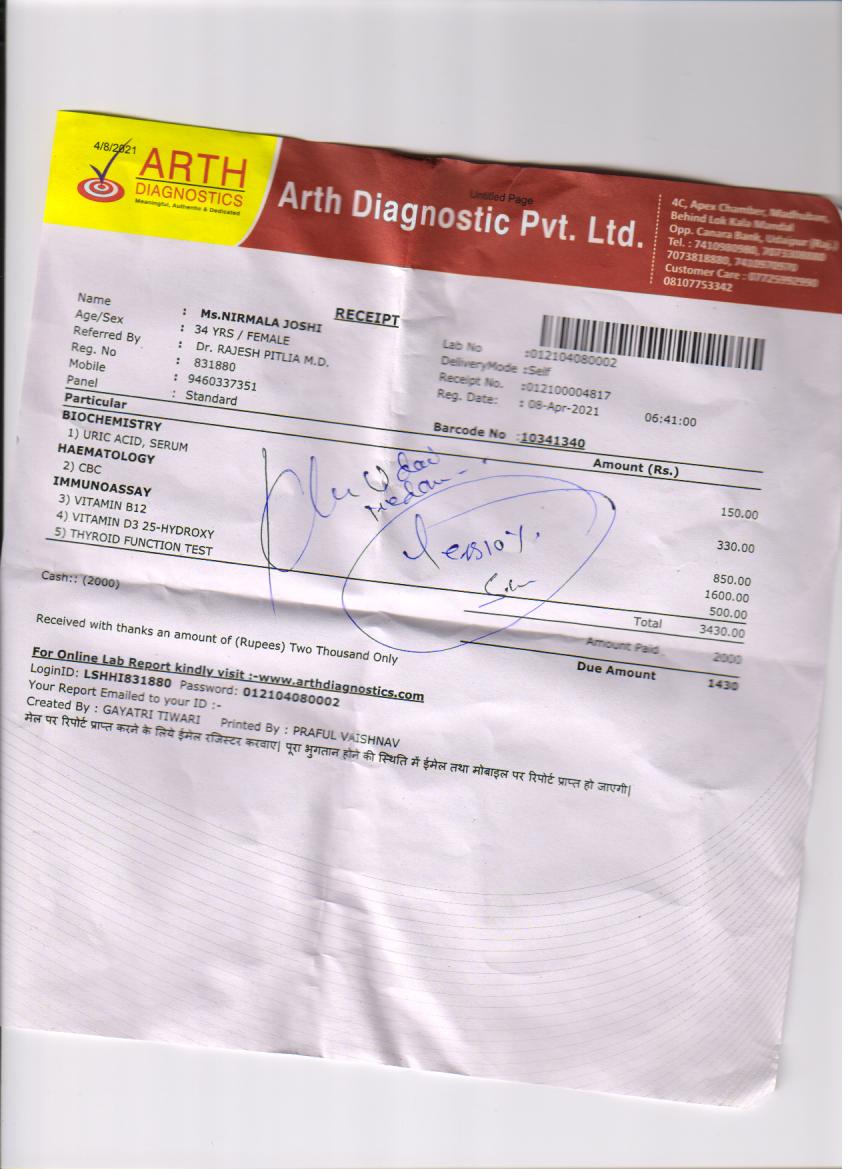 4/8/2021
Untitled Page
ARTH
DIAGNOSTICS
Meaningful, Authentic & Dedicated
Arth Diagnostic Pvt. Ltd.
4C, Apex Chamber, Madhuban,
Behind Lok Kala Mandal
Opp. Canara Bank, Udaipur (Raj.)
Tel. : 7410980980,
7073818880, 7410970970
Customer Care :
08107753342
RECEIPT
Name : Ms.NIRMALA JOSHI
Age/Sex : 34 YRS / FEMALE
Referred By : Dr. RAJESH PITLIA M.D.
Reg. No : 831880
Mobile : 9460337351
Panel : Standard
Lab No :012104080002
DeliveryMode :Self
Receipt No. :012100004817
Reg. Date: : 08-Apr-2021 06:41:00
Barcode No :10341340
Particular Amount (Rs.)
BIOCHEMISTRY
1) URIC ACID, SERUM 150.00
HAEMATOLOGY
2) CBC 330.00
IMMUNOASSAY
3) VITAMIN B12 850.00
4) VITAMIN D3 25-HYDROXY 1600.00
5) THYROID FUNCTION TEST 500.00
Total 3430.00
Cash:: (2000)
Amount Paid 2000
Received with thanks an amount of (Rupees) Two Thousand Only
Due Amount 1430
For Online Lab Report kindly visit :-www.arthdiagnostics.com
LoginID: LSHHI831880 Password: 012104080002
Your Report Emailed to your ID :-
Created By : GAYATRI TIWARI Printed By : PRAFUL VAISHNAV
मेल पर रिपोर्ट प्राप्त करने के लिये ईमेल रजिस्टर करवाए| पूरा भुगतान होने की स्थिति में ईमेल तथा मोबाइल पर रिपोर्ट प्राप्त हो जाएगी|